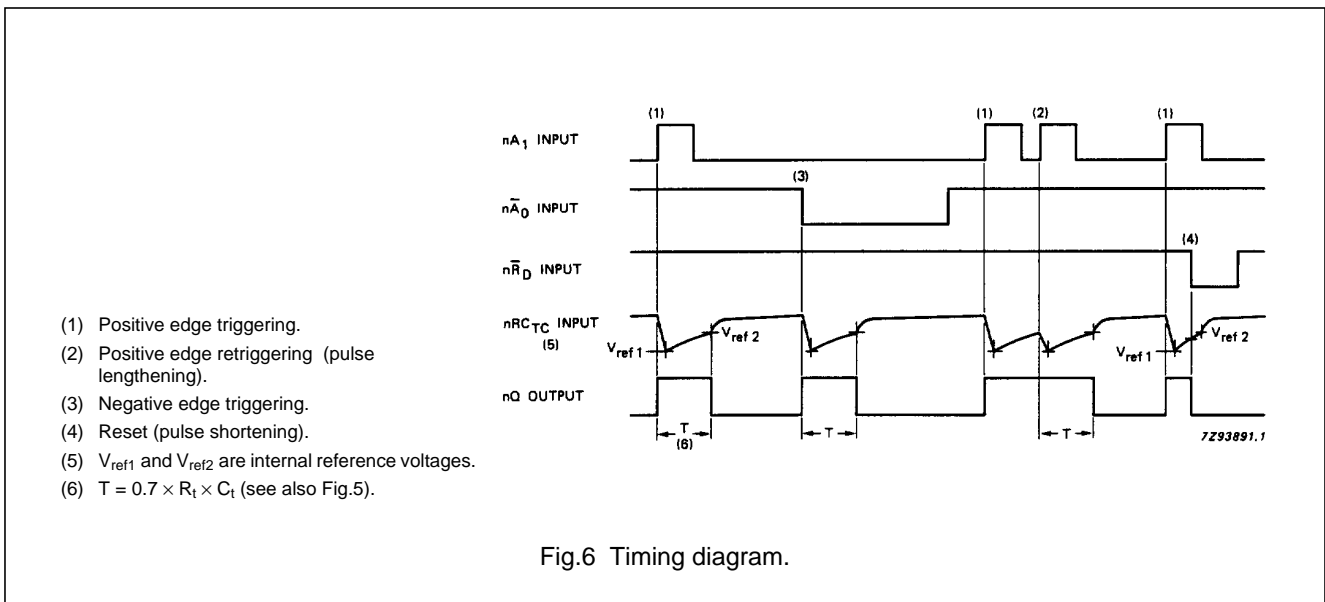 (1) (1) (2) (1)
nA₁ INPUT
(3)
nA̅₀ INPUT
(4)
nR̅D INPUT
nRCTC INPUT
(5)
Vref 1 Vref 2 Vref 1 Vref 2
nQ OUTPUT
T T T
(6)
7Z93891.1
(1) Positive edge triggering.
(2) Positive edge retriggering (pulse
lengthening).
(3) Negative edge triggering.
(4) Reset (pulse shortening).
(5) Vref1 and Vref2 are internal reference voltages.
(6) T = 0.7 × Rt × Ct (see also Fig.5).
Fig.6 Timing diagram.